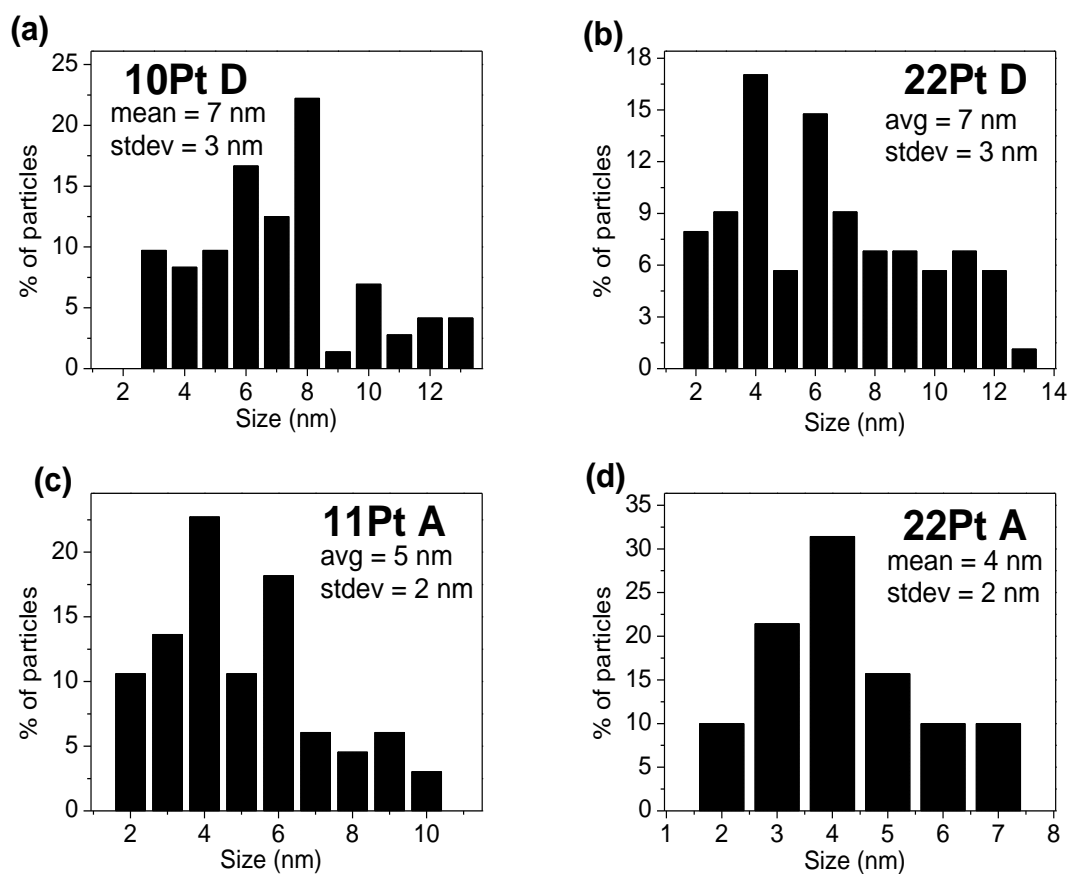 (a)
10Pt D
mean = 7 nm
stdev = 3 nm
% of particles
25
20
15
10
5
0
2 4 6 8 10 12
Size (nm)
(b)
22Pt D
avg = 7 nm
stdev = 3 nm
% of particles
18
15
12
9
6
3
0
2 4 6 8 10 12 14
Size (nm)
(c)
11Pt A
avg = 5 nm
stdev = 2 nm
% of particles
20
15
10
5
0
2 4 6 8 10
Size (nm)
(d)
22Pt A
mean = 4 nm
stdev = 2 nm
% of particles
35
30
25
20
15
10
5
0
1 2 3 4 5 6 7 8
Size (nm)